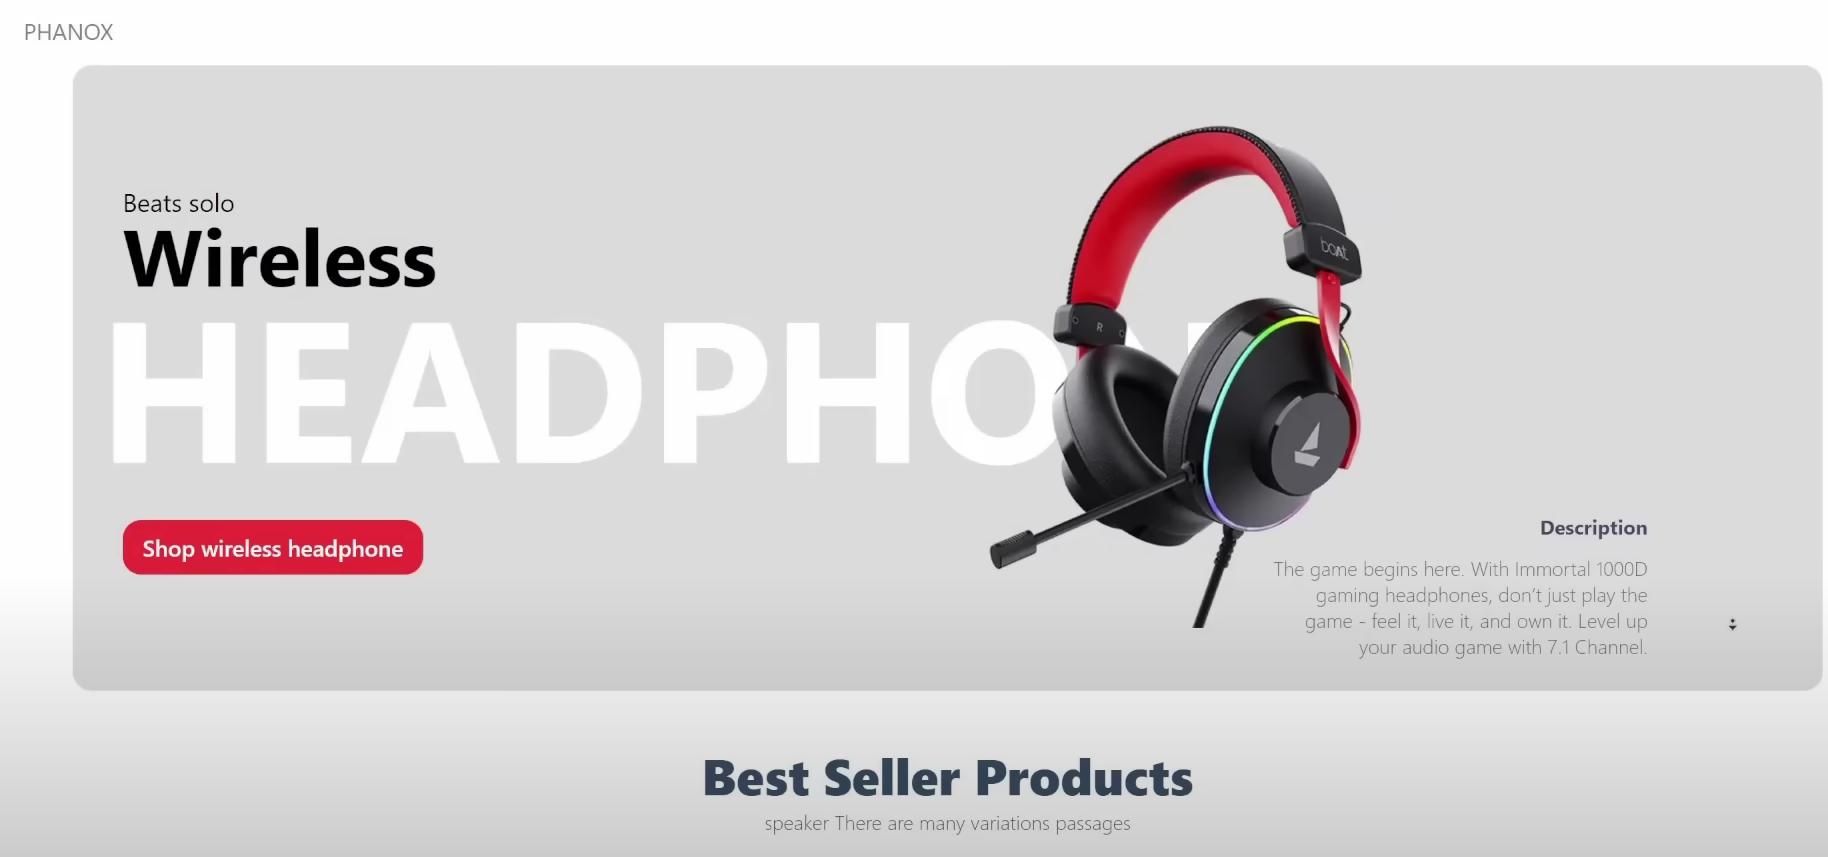 PHANOX
Beats solo
Wireless
HEADPHON
boAt
R
Shop wireless headphone
Description
The game begins here. With Immortal 1000D
gaming headphones, don't just play the
game - feel it, live it, and own it. Level up
your audio game with 7.1 Channel.
Best Seller Products
speaker There are many variations passages